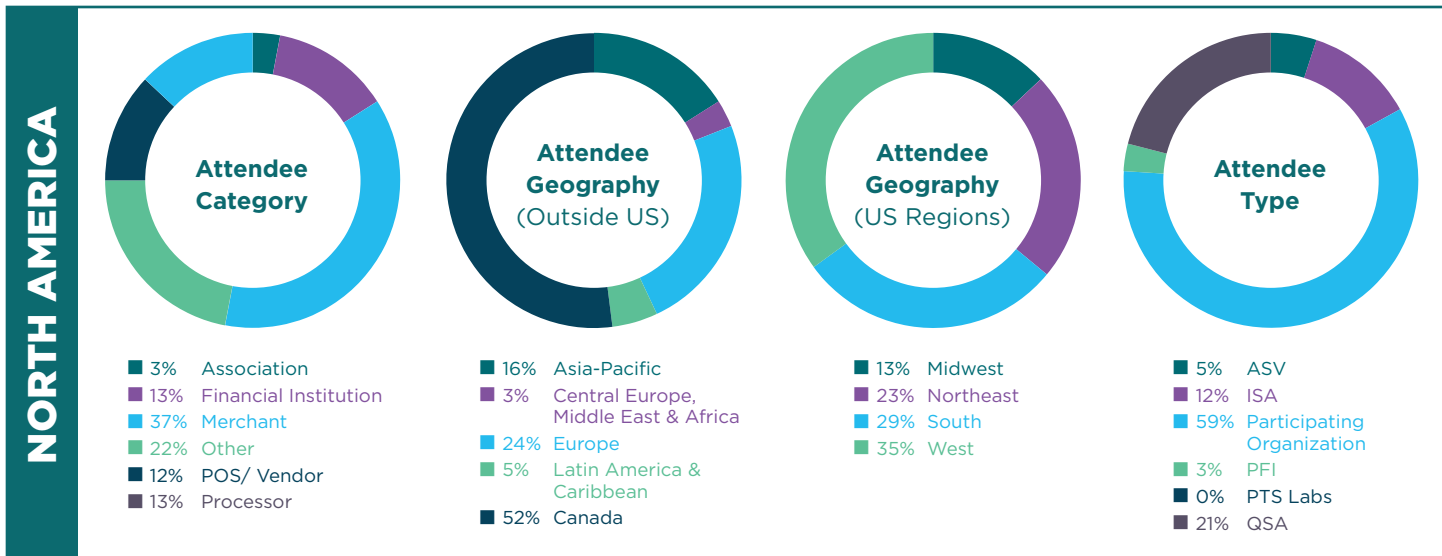 NORTH AMERICA
Attendee
Category
3% Association
13% Financial Institution
37% Merchant
22% Other
12% POS/ Vendor
13% Processor
Attendee
Geography
(Outside US)
16% Asia-Pacific
3% Central Europe,
Middle East & Africa
24% Europe
5% Latin America &
Caribbean
52% Canada
Attendee
Geography
(US Regions)
13% Midwest
23% Northeast
29% South
35% West
Attendee
Type
5% ASV
12% ISA
59% Participating
Organization
3% PFI
0% PTS Labs
21% QSA